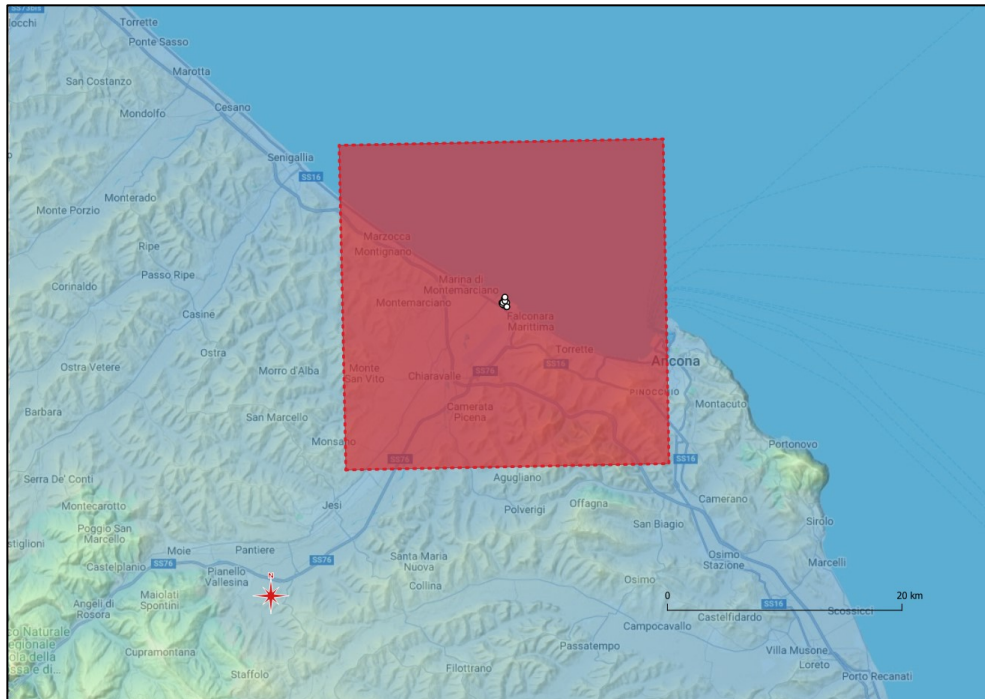 Torrette
Ponte Sasso
Marotta
San Costanzo
Cesano
Mondolfo
Senigallia
SS16
Monterado
Monte Porzio
Marzocca
Montignano
Ripe
Passo Ripe
Marina di
Montemarciano
Corinaldo
Montemarciano
Casine
Falconara
Marittima
Ostra
Torrette
Ancona
SS16
Ostra Vetere
Morro d'Alba
Monte
San Vito
Chiaravalle
SS76
PINOCCHIO
Barbara
San Marcello
Camerata
Picena
Montacuto
Monsano
Portonovo
SS76
SS16
Serra De' Conti
Agugliano
Montecarotto
Jesi
Polverigi
Offagna
Camerano
Poggio San
Marcello
San Biagio
Sirolo
Moie
Pantiere
Castelplanio
SS76
SS76
Santa Maria
Nuova
Osimo
Stazione
Marcelli
Pianello
Vallesina
Collina
Osimo
N
Maiolati
Spontini
Angeli di
Rosora
0
20 km
SS16
Scossicci
Castelfidardo
Campocavallo
Cupramontana
Passatempo
Villa Musone
Loreto
Staffolo
Filottrano
Porto Recanati